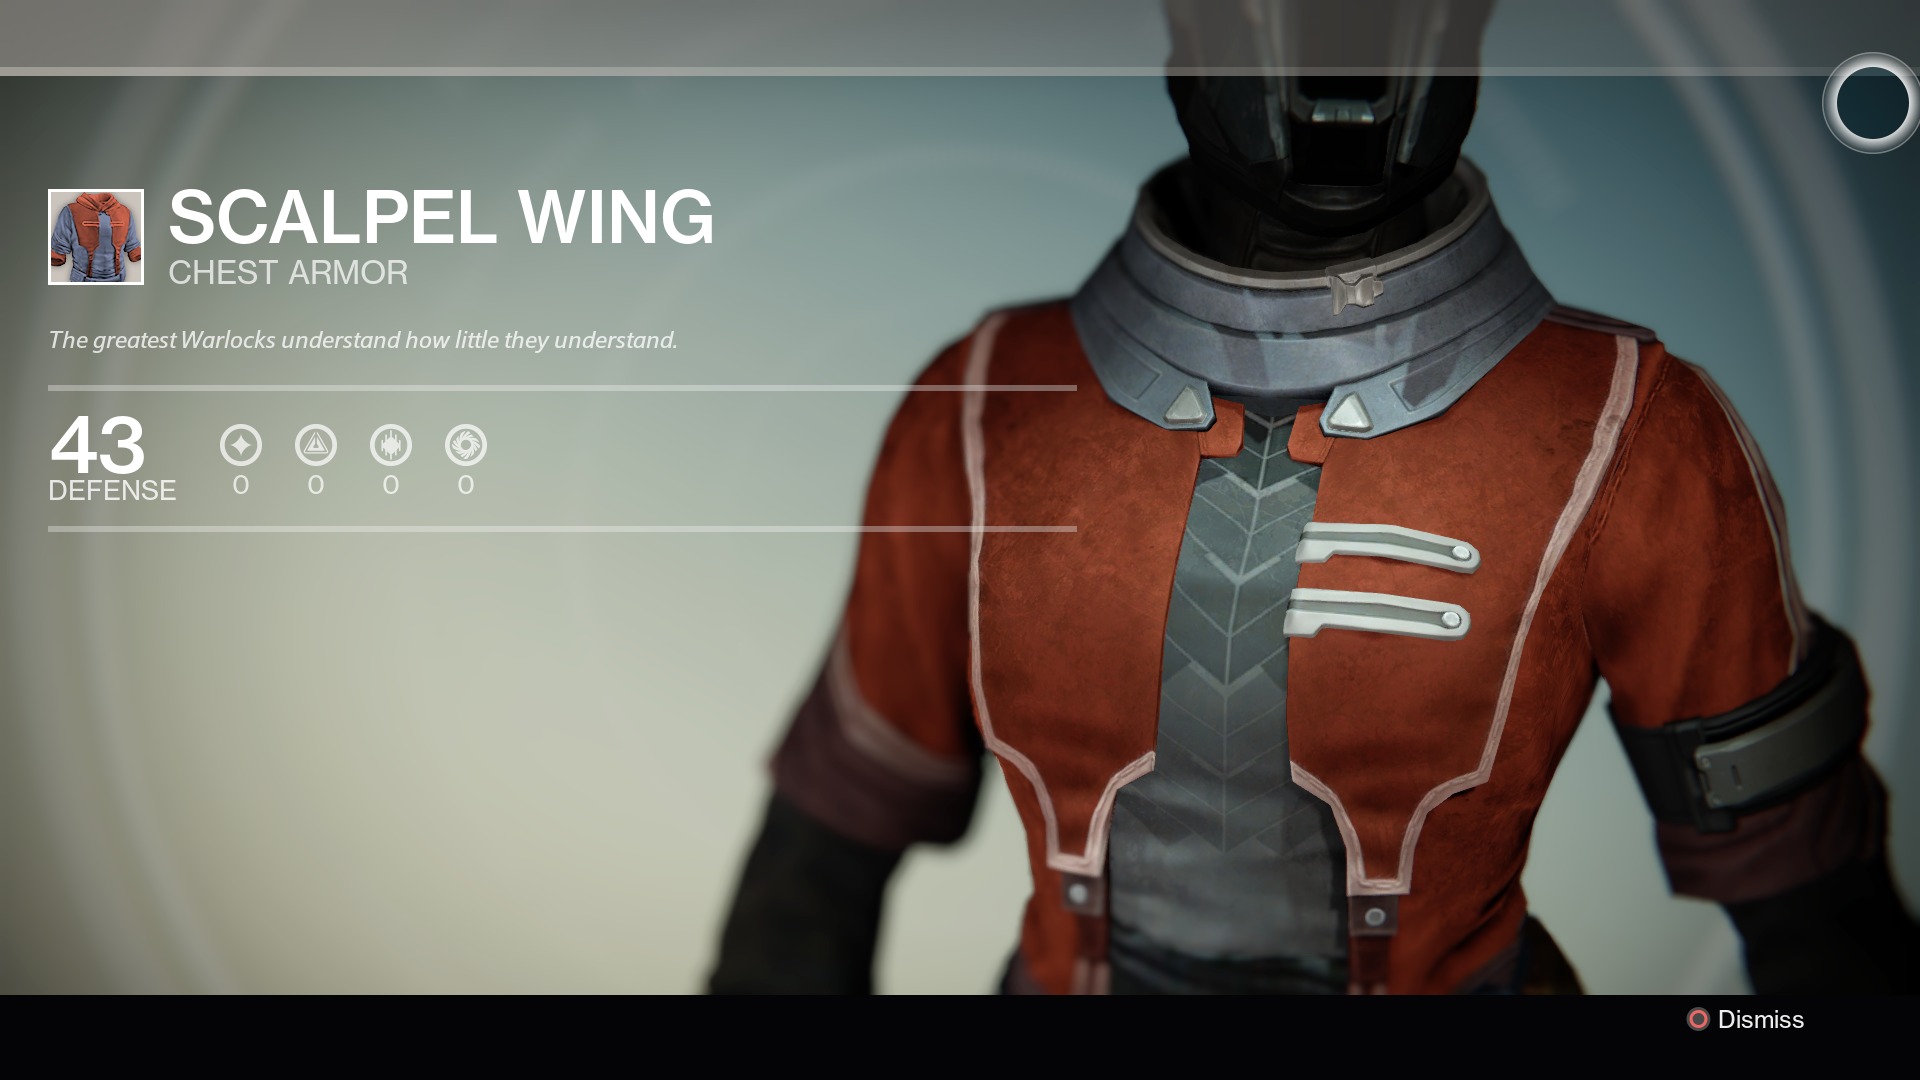 SCALPEL WING
CHEST ARMOR
The greatest Warlocks understand how little they understand.
43
DEFENSE
0 0 0 0
Dismiss